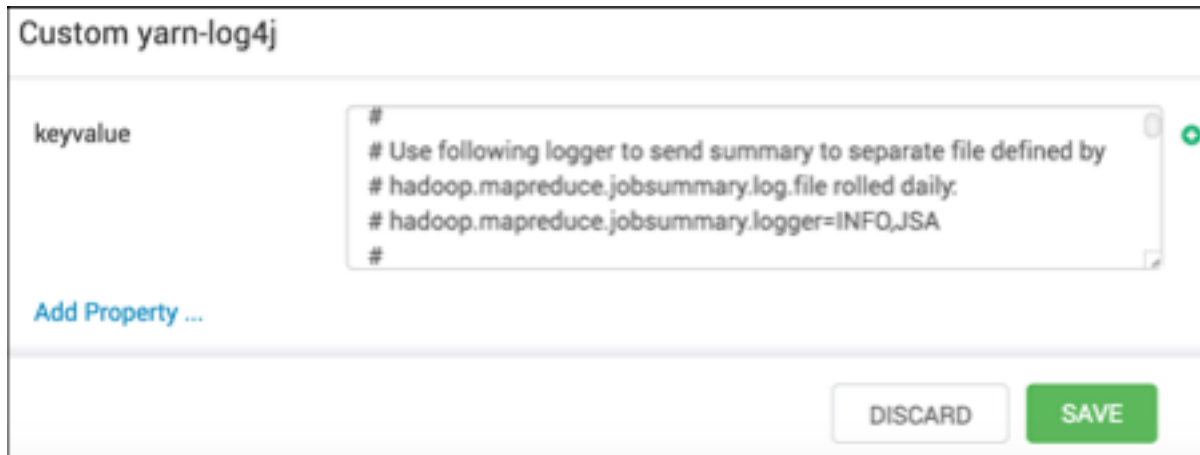 Custom yarn-log4j
keyvalue
#
# Use following logger to send summary to separate file defined by
# hadoop.mapreduce.jobsummary.log.file rolled daily:
# hadoop.mapreduce.jobsummary.logger=INFO,JSA
#
Add Property ...
DISCARD
SAVE